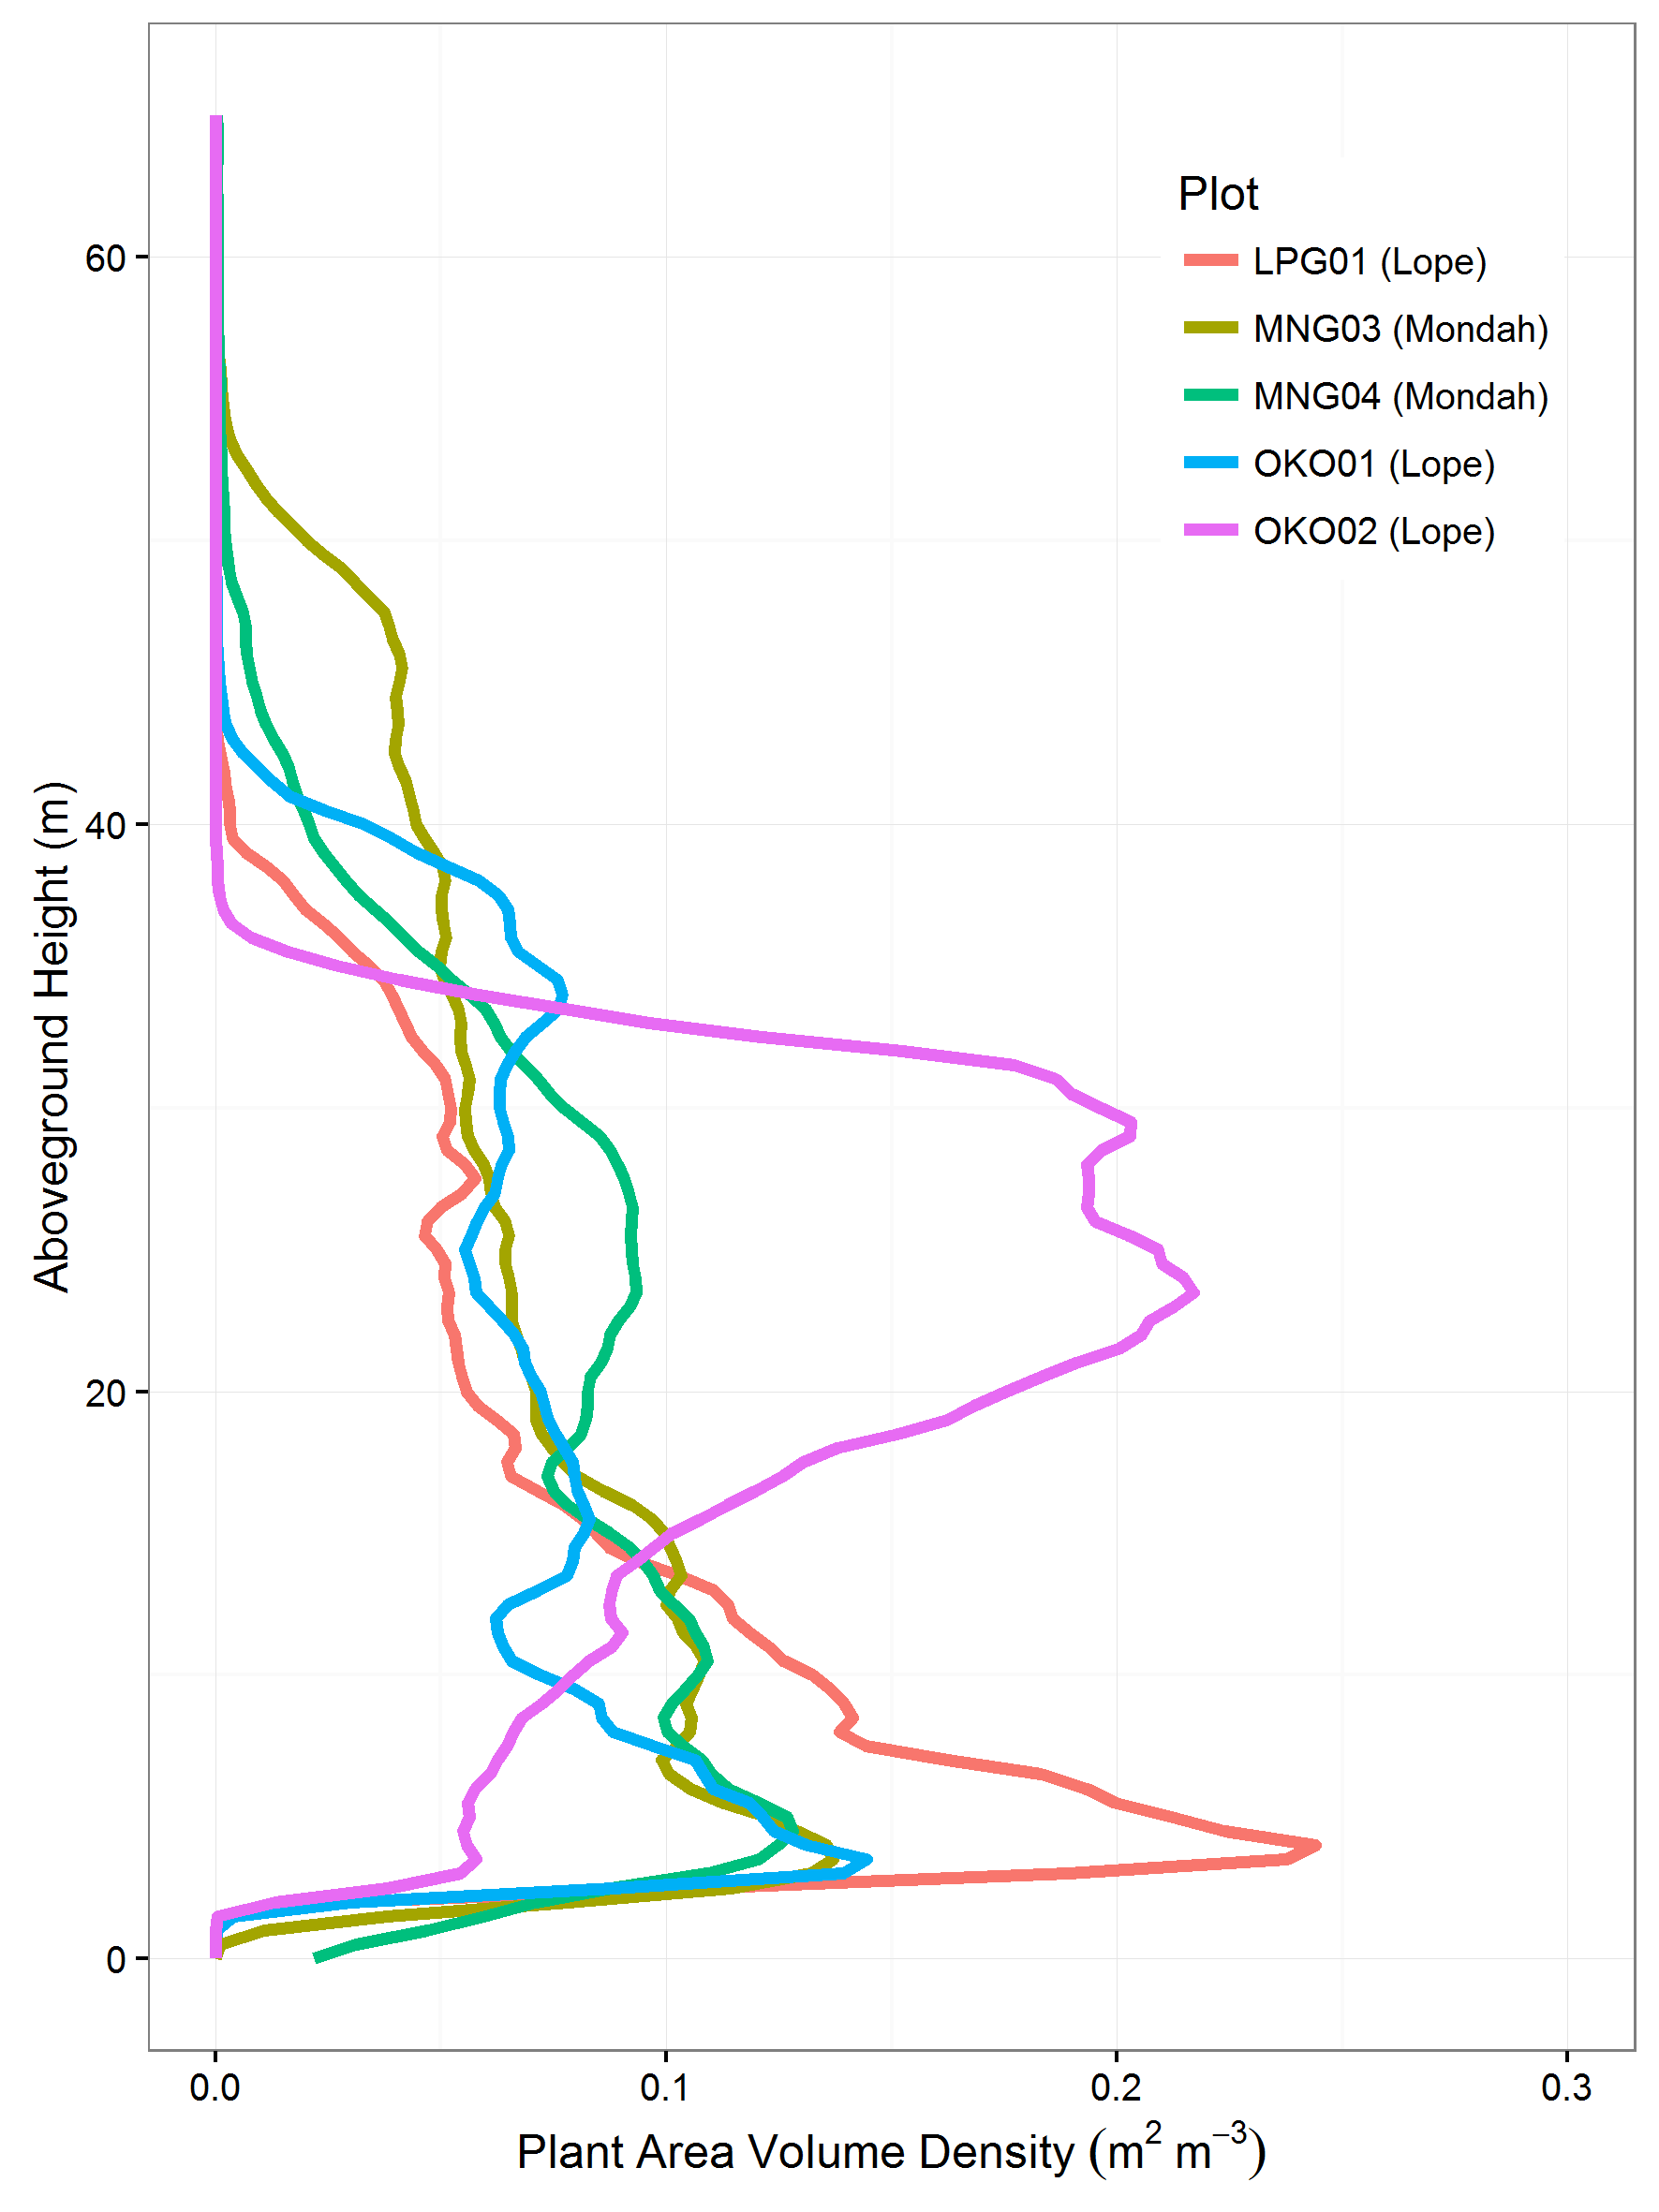 Plot
LPG01 (Lope)
MNG03 (Mondah)
MNG04 (Mondah)
OKO01 (Lope)
OKO02 (Lope)
Aboveground Height (m)
60
40
20
0
0.0 0.1 0.2 0.3
Plant Area Volume Density (m² m⁻³)